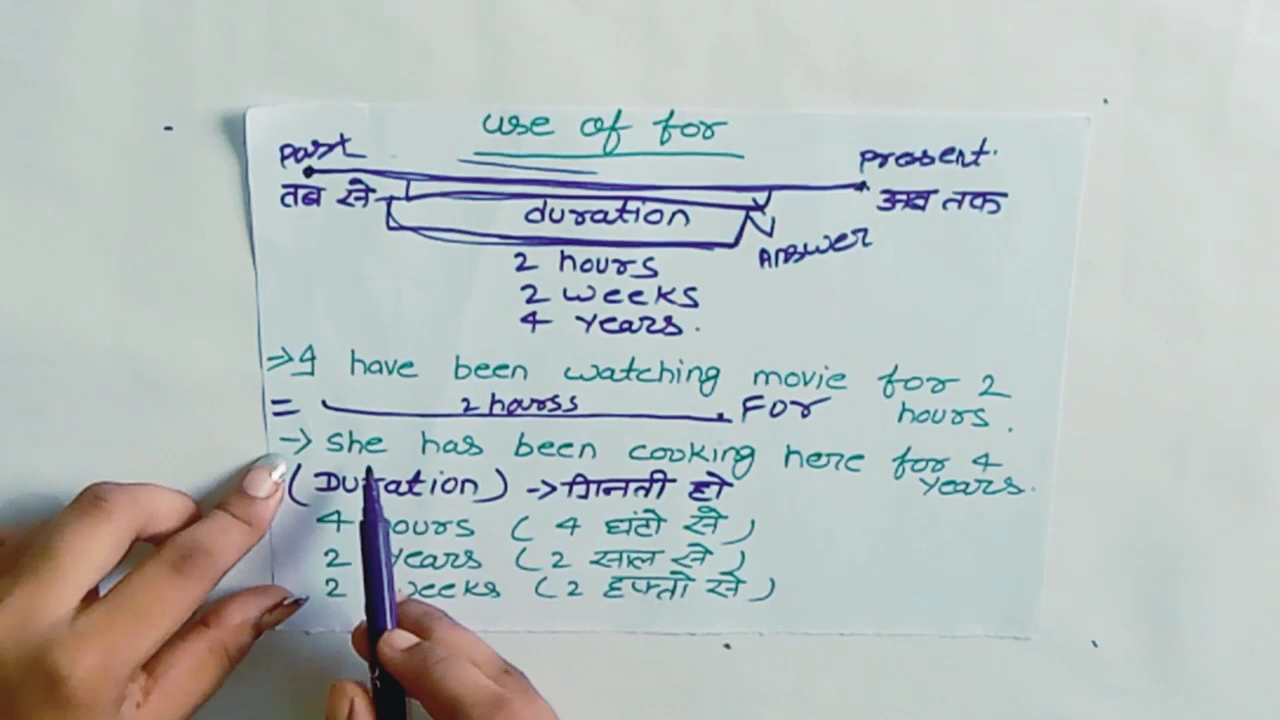 use of for
Past Present.
तब से अब तक
duration
Answer
2 hours
2 weeks
4 years.
→ I have been watching movie for 2
hours.
= 2 hourss For
→ she has been cooking here for 4
years.
(Duration) → गिनती हो
4 hours ( 4 घंटो से )
2 years ( 2 साल से )
2 weeks ( 2 हफ्तो से )